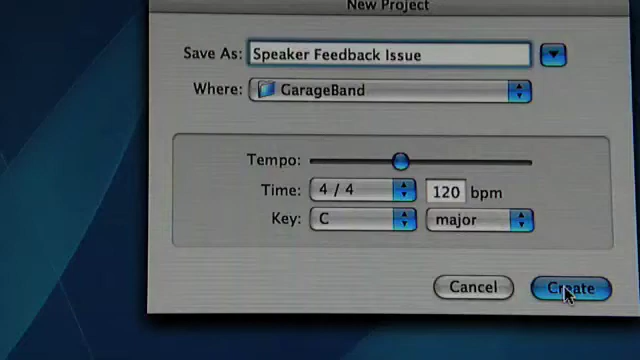 New Project
Save As: Speaker Feedback Issue
Where: GarageBand
Tempo:
Time: 4 / 4 120 bpm
Key: C major
Cancel Create